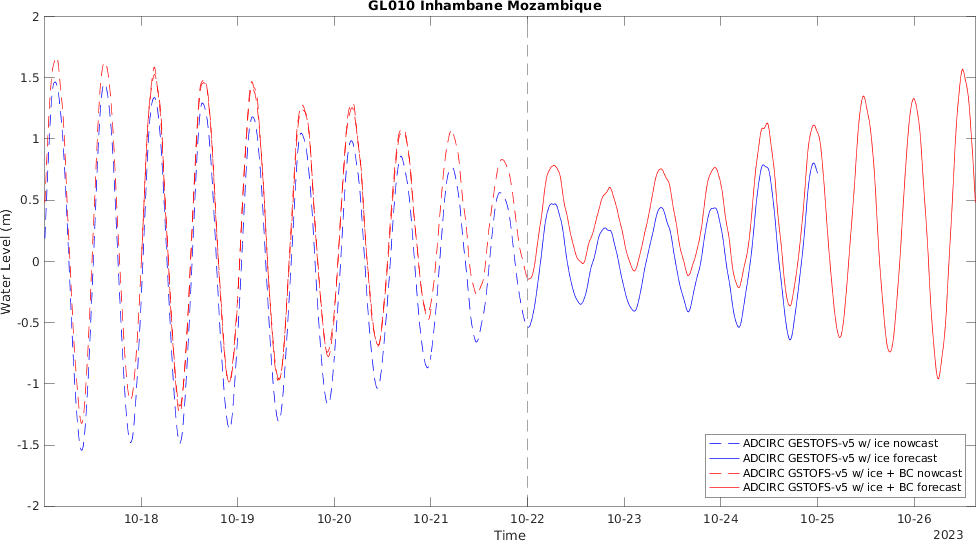 GL010 Inhambane Mozambique
2
1.5
1
0.5
0
-0.5
-1
-1.5
-2
Water Level (m)
10-18 10-19 10-20 10-21 10-22 10-23 10-24 10-25 10-26
Time
2023
ADCIRC GESTOFS-v5 w/ ice nowcast
ADCIRC GESTOFS-v5 w/ ice forecast
ADCIRC GSTOFS-v5 w/ ice + BC nowcast
ADCIRC GSTOFS-v5 w/ ice + BC forecast